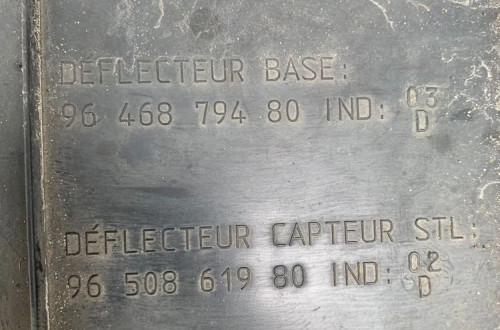 DÉFLECTEUR BASE:
96 468 794 80 IND: 03 D
DÉFLECTEUR CAPTEUR STL:
96 508 619 80 IND: 02 D